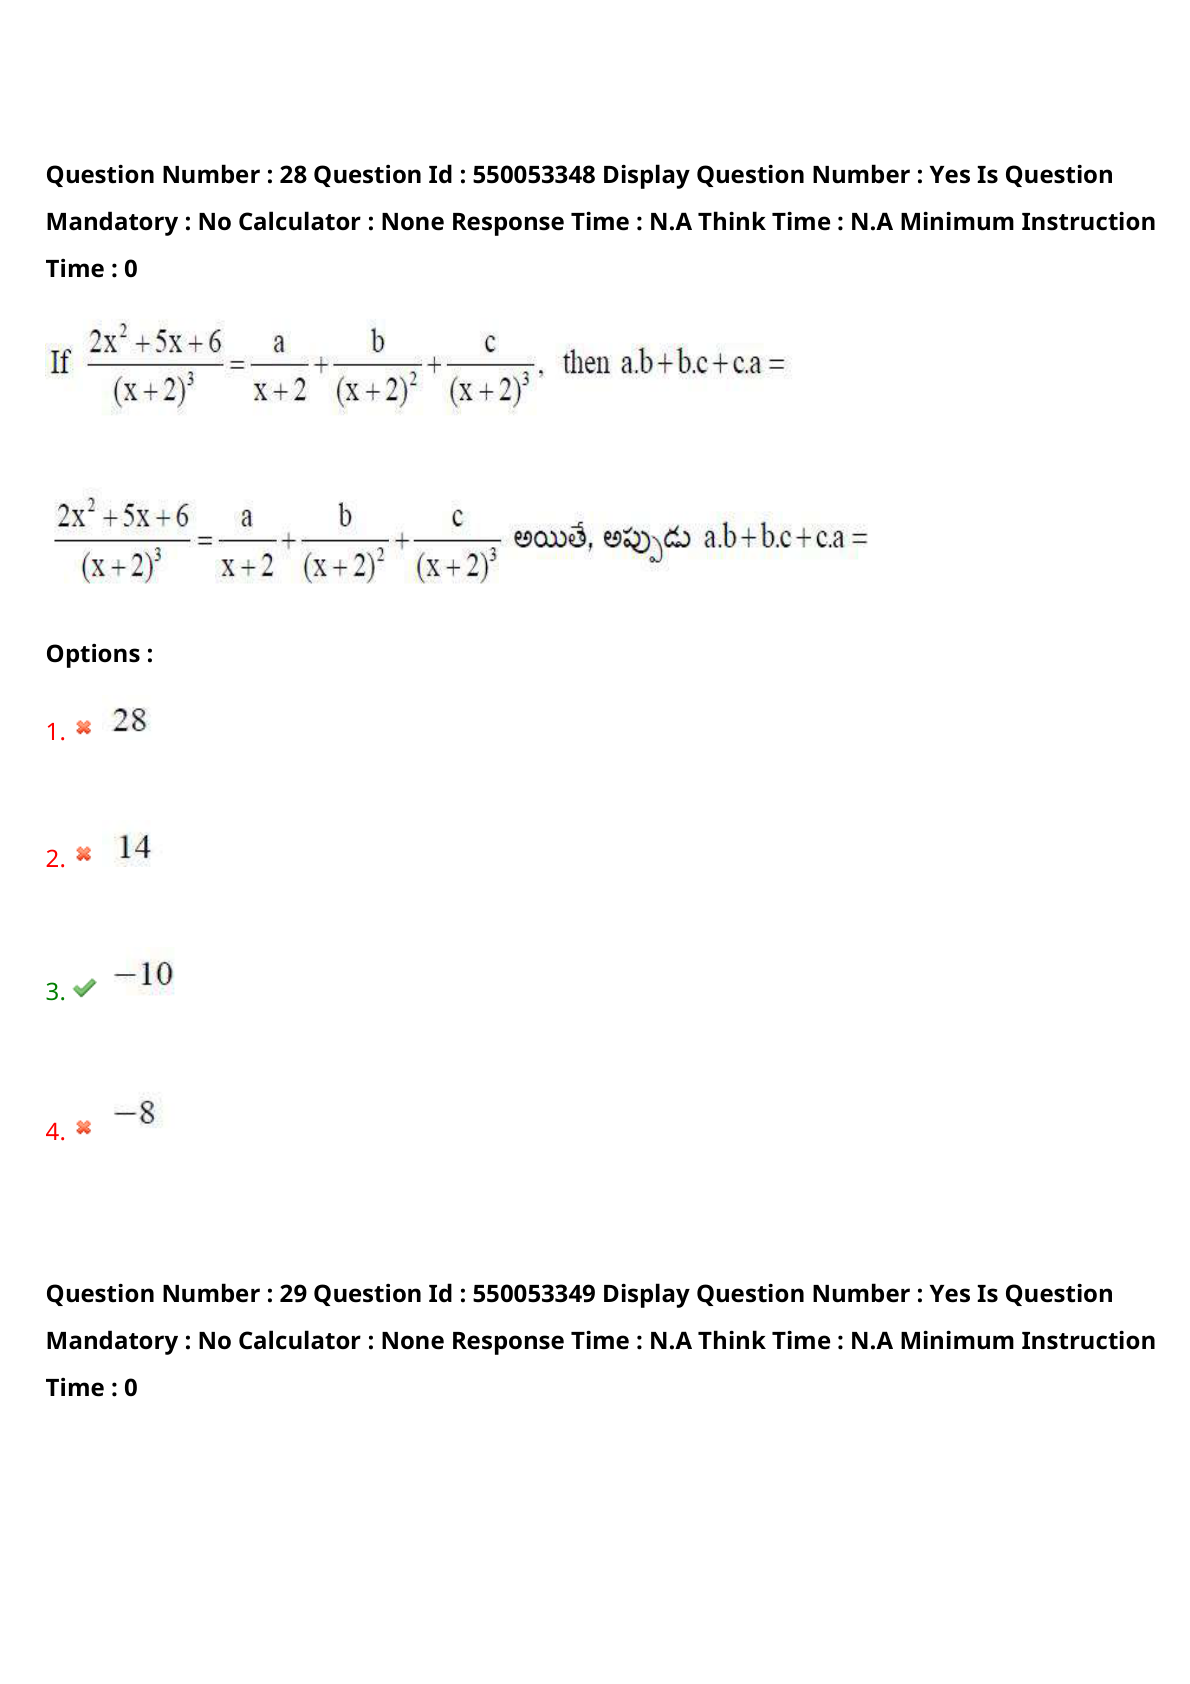 Question Number : 28 Question Id : 550053348 Display Question Number : Yes Is Question
Mandatory : No Calculator : None Response Time : N.A Think Time : N.A Minimum Instruction
Time : 0
If \frac{2x^2+5x+6}{(x+2)^3} = \frac{a}{x+2} + \frac{b}{(x+2)^2} + \frac{c}{(x+2)^3}, then a.b+b.c+c.a =
\frac{2x^2+5x+6}{(x+2)^3} = \frac{a}{x+2} + \frac{b}{(x+2)^2} + \frac{c}{(x+2)^3} అయితే, అప్పుడు a.b+b.c+c.a =
Options :
1. ✖ 28
2. ✖ 14
3. ✔ −10
4. ✖ −8
Question Number : 29 Question Id : 550053349 Display Question Number : Yes Is Question
Mandatory : No Calculator : None Response Time : N.A Think Time : N.A Minimum Instruction
Time : 0